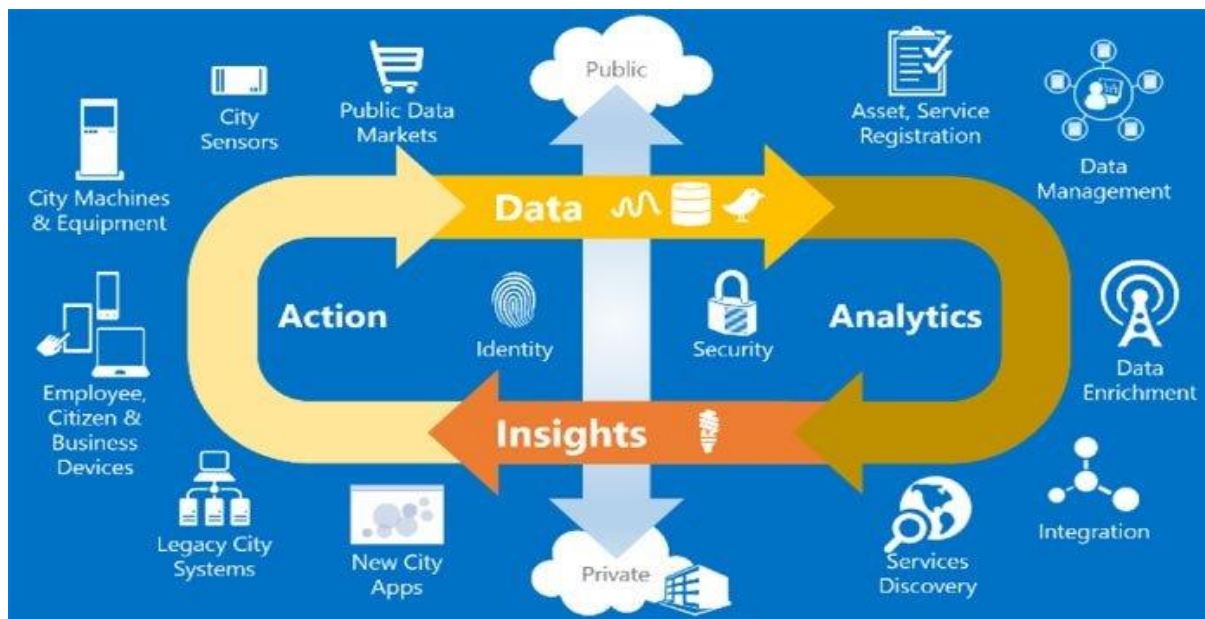 Public
City
Sensors
Public Data
Markets
Asset, Service
Registration
Data
Management
City Machines
& Equipment
Data
Action
Identity
Security
Analytics
Employee,
Citizen &
Business
Devices
Data
Enrichment
Insights
Legacy City
Systems
New City
Apps
Private
Services
Discovery
Integration